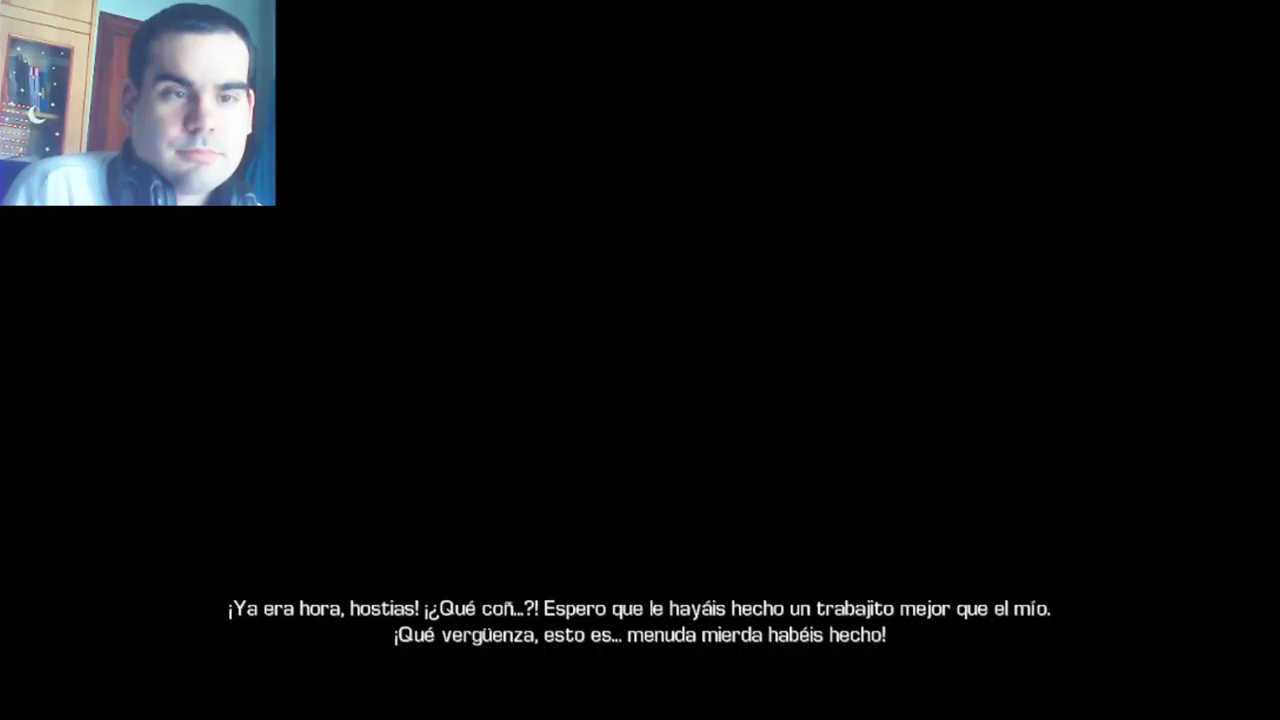 ¡Ya era hora, hostias! ¡¿Qué coñ...?! Espero que le hayáis hecho un trabajito mejor que el mío.
¡Qué vergüenza, esto es... menuda mierda habéis hecho!